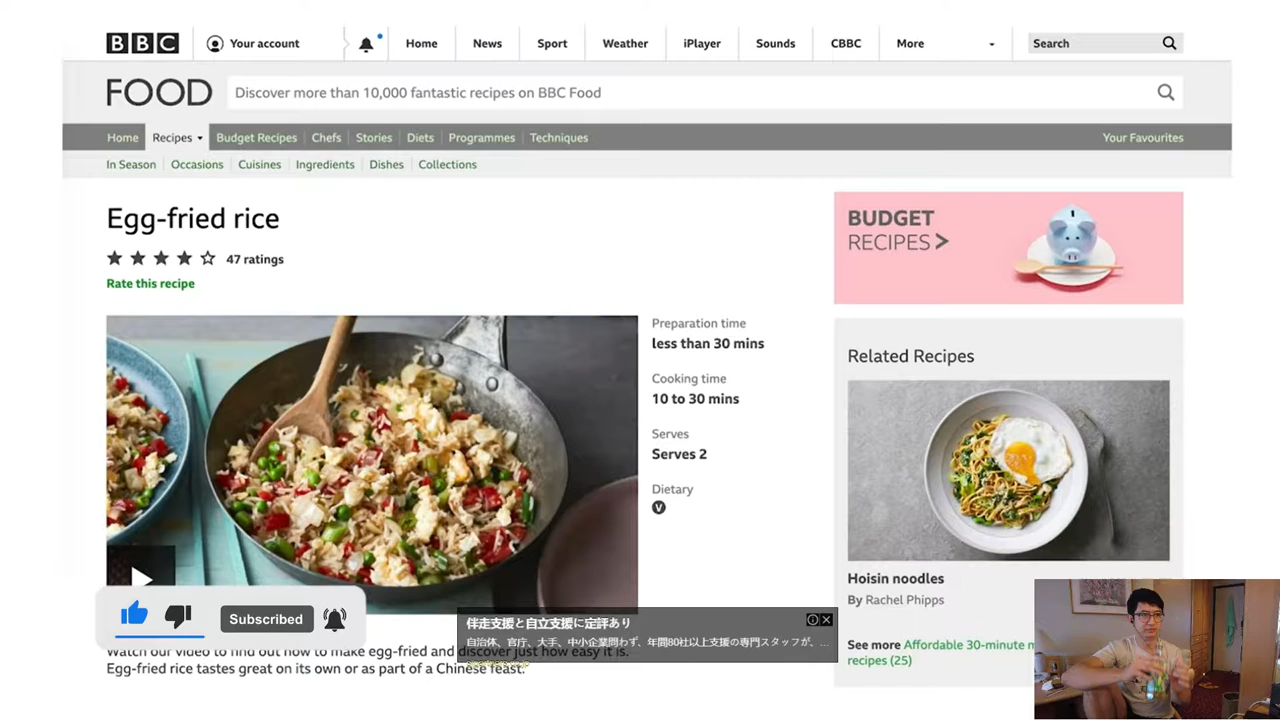 BBC
Your account
Home
News
Sport
Weather
iPlayer
Sounds
CBBC
More
Search
FOOD
Discover more than 10,000 fantastic recipes on BBC Food
Home
Recipes
Budget Recipes
Chefs
Stories
Diets
Programmes
Techniques
Your Favourites
In Season
Occasions
Cuisines
Ingredients
Dishes
Collections
Egg-fried rice
47 ratings
Rate this recipe
Preparation time
less than 30 mins
Cooking time
10 to 30 mins
Serves
Serves 2
Dietary
V
BUDGET
RECIPES >
Related Recipes
Hoisin noodles
By Rachel Phipps
See more Affordable 30-minute
recipes (25)
Subscribed
伴走支援と自立支援に定評あり
自治体、官庁、大手、中小企業問わず、年間80社以上支援の専門スタッフが、...
Watch our video to find out how to make egg-fried and discover just how easy it is.
Egg-fried rice tastes great on its own or as part of a Chinese feast.